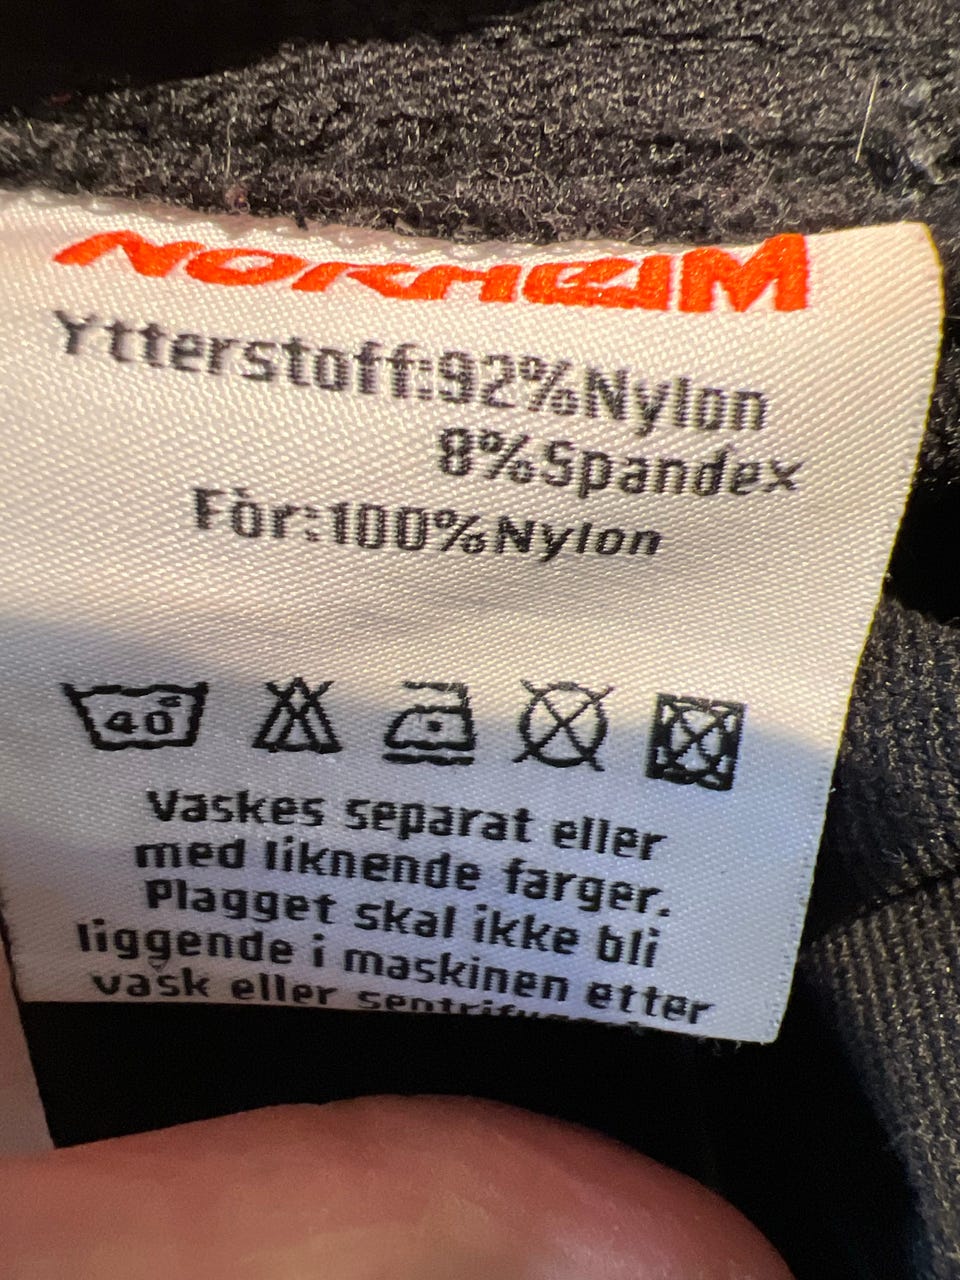 NORHEIM
Ytterstoff:92%Nylon
8%Spandex
Fòr:100%Nylon
40°
Vaskes separat eller
med liknende farger.
Plagget skal ikke bli
liggende i maskinen etter
vask eller